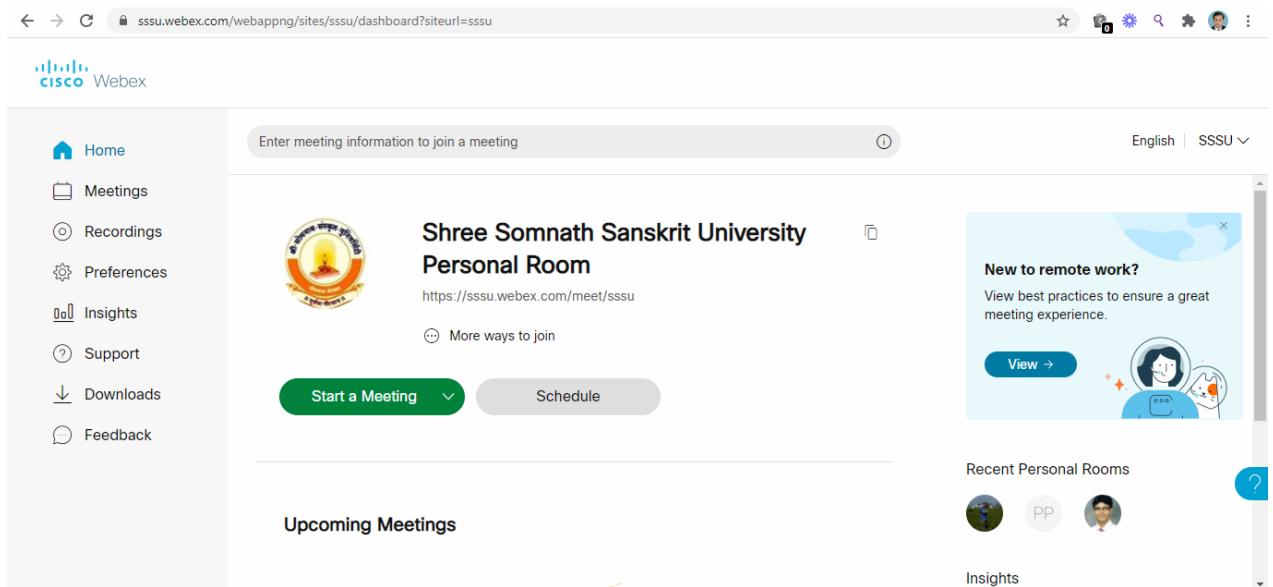 sssu.webex.com/webappng/sites/sssu/dashboard?siteurl=sssu
0
CISCO Webex
Enter meeting information to join a meeting
English SSSU
Home
Meetings
Recordings
Preferences
Insights
Support
Downloads
Feedback
Shree Somnath Sanskrit University
Personal Room
https://sssu.webex.com/meet/sssu
More ways to join
Start a Meeting
Schedule
Upcoming Meetings
New to remote work?
View best practices to ensure a great
meeting experience.
View →
Recent Personal Rooms
PP
?
Insights